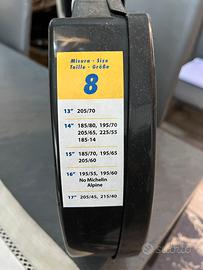 Misura - Size
Taille - Größe
8
13" 205/70
14" 185/80, 195/70
205/65, 225/55
185-14
15" 185/70, 195/65
205/60
16" 195/55, 195/60
No Michelin
Alpine
17" 205/45, 215/40
Subito